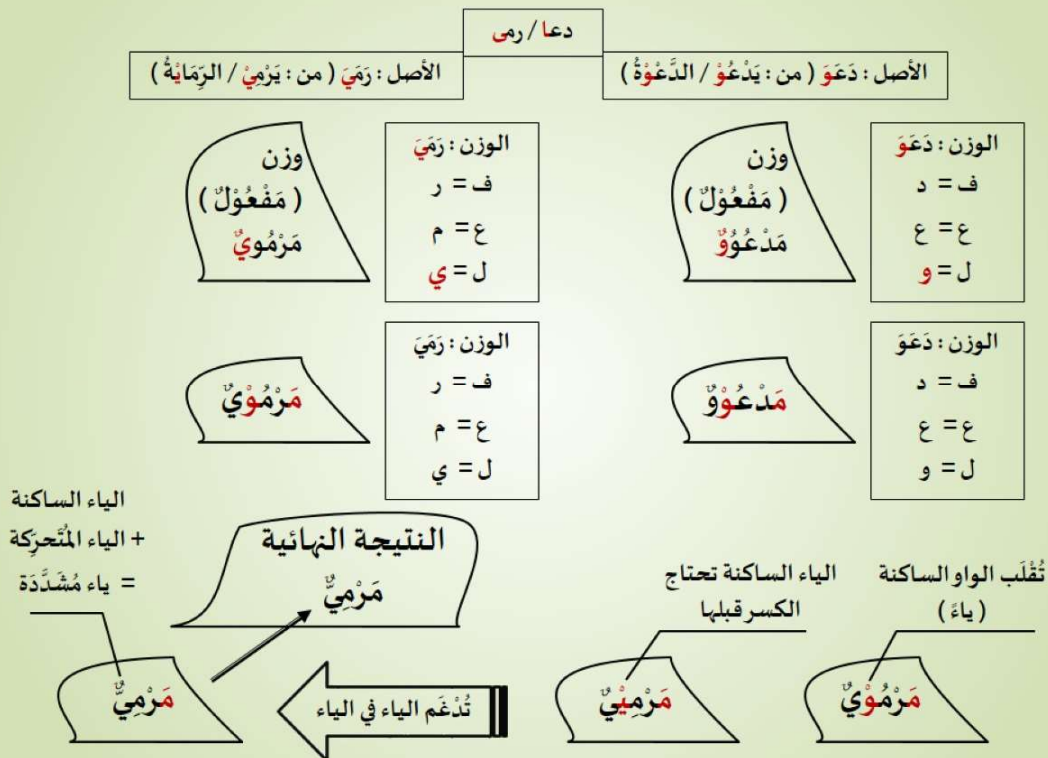 دعا / رمى
الأصل : دَعَوَ ( من : يَدْعُوْ / الدَّعْوَةُ )
الأصل : رَمَيَ ( من : يَرْمِيْ / الرِّمَايَةُ )
الوزن : دَعَوَ
ف = د
ع = ع
ل = و
وزن
( مَفْعُوْلٌ )
مَدْعُوُوٌ
الوزن : رَمَيَ
ف = ر
ع = م
ل = ي
وزن
( مَفْعُوْلٌ )
مَرْمُويٌ
الوزن : دَعَوَ
ف = د
ع = ع
ل = و
مَدْعُوْوٌ
الوزن : رَمَيَ
ف = ر
ع = م
ل = ي
مَرْمُوْيٌ
تُقْلَب الواو الساكنة
( ياءً )
مَرْمُوْيٌ
الياء الساكنة تحتاج
الكسر قبلها
مَرْمِيْيٌ
تُدْغَم الياء في الياء
الياء الساكنة
+ الياء المُتَحرِّكة
= ياء مُشَدَّدَة
مَرْمِيٌّ
النتيجة النهائية
مَرْمِيٌّ